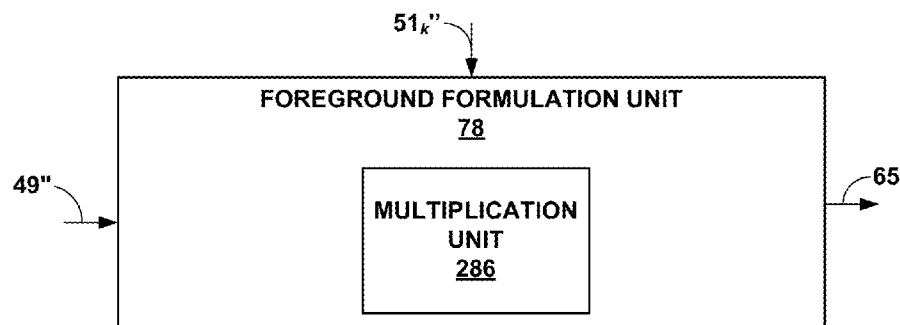 51k''
FOREGROUND FORMULATION UNIT
78
49"
65
MULTIPLICATION
UNIT
286